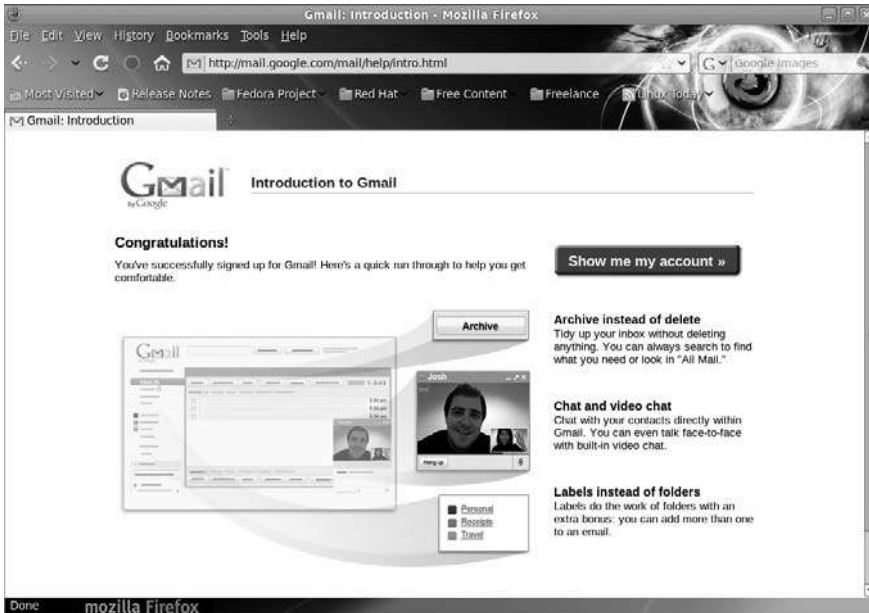 Gmail: Introduction - Mozilla Firefox
File Edit View History Bookmarks Tools Help
http://mail.google.com/mail/help/intro.html
G Google Images
Most Visited Release Notes Fedora Project Red Hat Free Content Freelance Linux Today
Gmail: Introduction
Gmail
by Google
Introduction to Gmail
Congratulations!
You've successfully signed up for Gmail! Here's a quick run through to help you get
comfortable.
Show me my account »
Archive
Archive instead of delete
Tidy up your inbox without deleting
anything. You can always search to find
what you need or look in "All Mail."
Gmail
Josh
Hang up
Chat and video chat
Chat with your contacts directly within
Gmail. You can even talk face-to-face
with built-in video chat.
Personal
Receipts
Travel
Labels instead of folders
Labels do the work of folders with an
extra bonus: you can add more than one
to an email.
Done mozilla Firefox